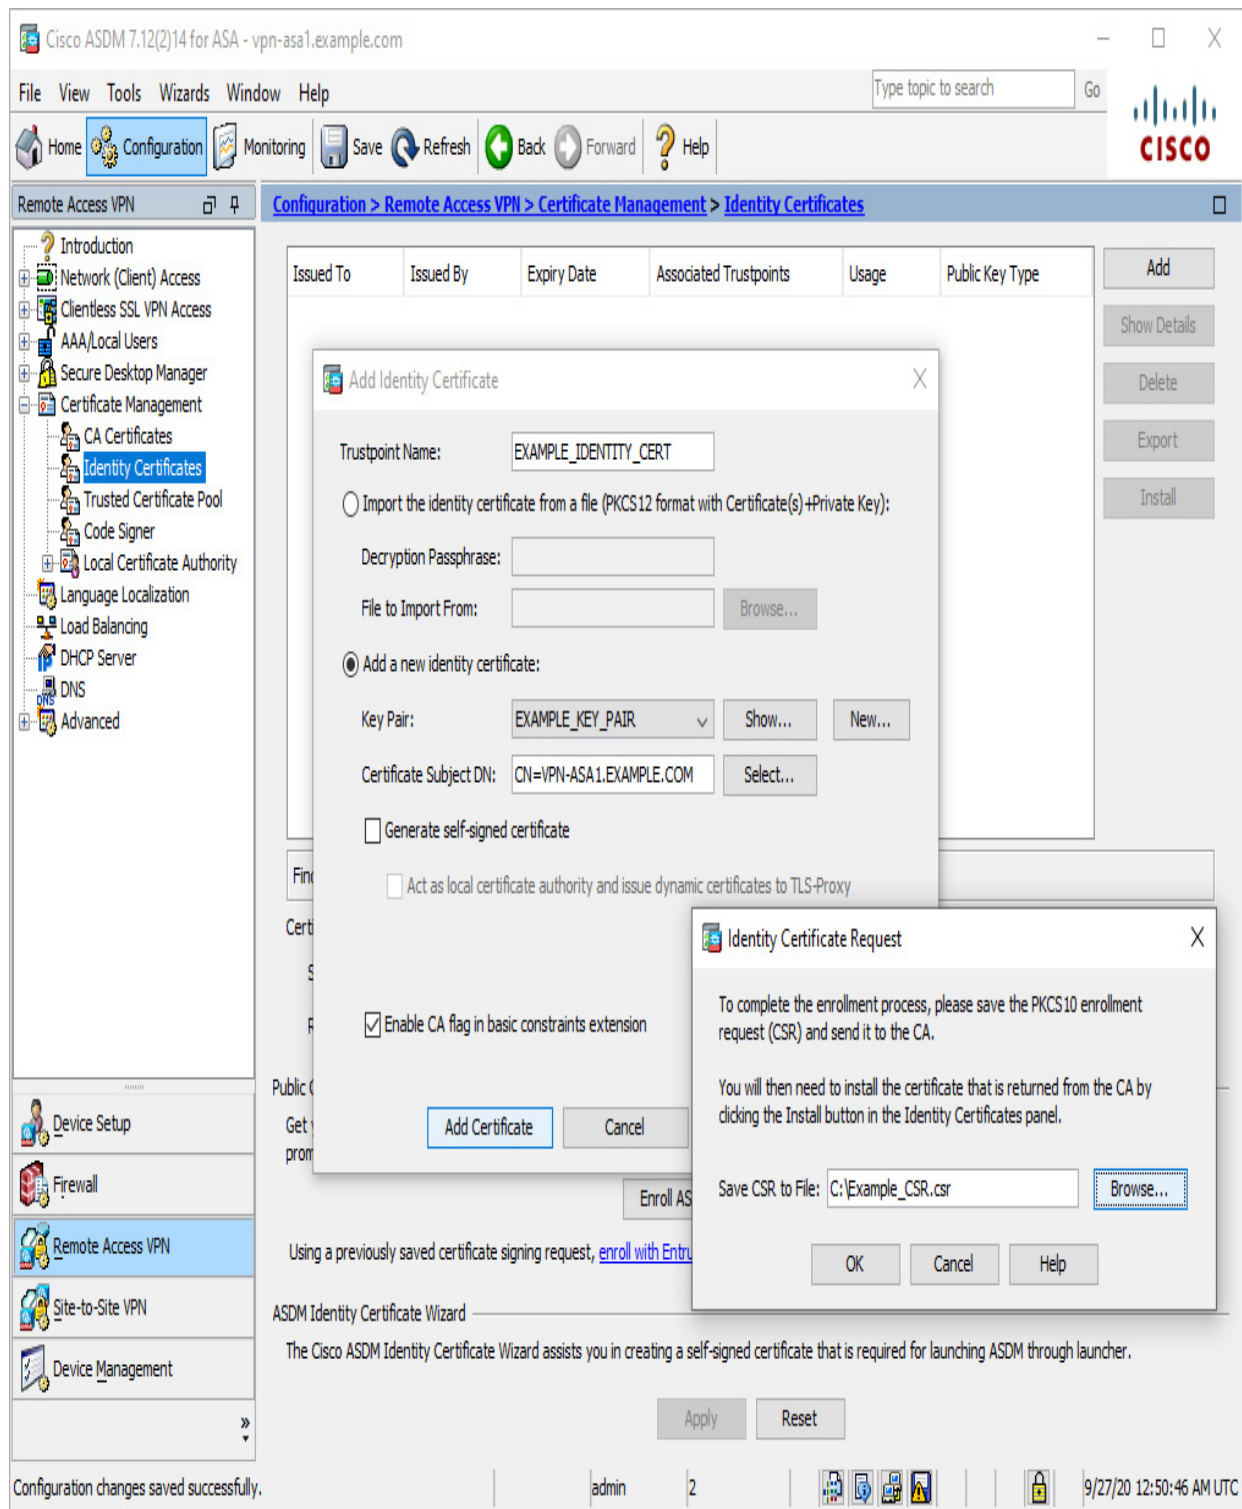 Cisco ASDM 7.12(2)14 for ASA - vpn-asa1.example.com
File View Tools Wizards Window Help
Type topic to search Go
CISCO
Home Configuration Monitoring Save Refresh Back Forward Help
Remote Access VPN
Configuration > Remote Access VPN > Certificate Management > Identity Certificates
Introduction
Network (Client) Access
Clientless SSL VPN Access
AAA/Local Users
Secure Desktop Manager
Certificate Management
CA Certificates
Identity Certificates
Trusted Certificate Pool
Code Signer
Local Certificate Authority
Language Localization
Load Balancing
DHCP Server
DNS
Advanced
Device Setup
Firewall
Remote Access VPN
Site-to-Site VPN
Device Management
Issued To Issued By Expiry Date Associated Trustpoints Usage Public Key Type
Add
Show Details
Delete
Export
Install
Add Identity Certificate
Trustpoint Name: EXAMPLE_IDENTITY_CERT
Import the identity certificate from a file (PKCS12 format with Certificate(s)+Private Key):
Decryption Passphrase:
File to Import From: Browse...
Add a new identity certificate:
Key Pair: EXAMPLE_KEY_PAIR Show... New...
Certificate Subject DN: CN=VPN-ASA1.EXAMPLE.COM Select...
Generate self-signed certificate
Act as local certificate authority and issue dynamic certificates to TLS-Proxy
Enable CA flag in basic constraints extension
Add Certificate Cancel
Identity Certificate Request
To complete the enrollment process, please save the PKCS10 enrollment
request (CSR) and send it to the CA.
You will then need to install the certificate that is returned from the CA by
clicking the Install button in the Identity Certificates panel.
Save CSR to File: C:\Example_CSR.csr Browse...
OK Cancel Help
Public
Get
Enroll
Using a previously saved certificate signing request, enroll with
ASDM Identity Certificate Wizard
The Cisco ASDM Identity Certificate Wizard assists you in creating a self-signed certificate that is required for launching ASDM through launcher.
Apply Reset
Configuration changes saved successfully. admin 2 9/27/20 12:50:46 AM UTC